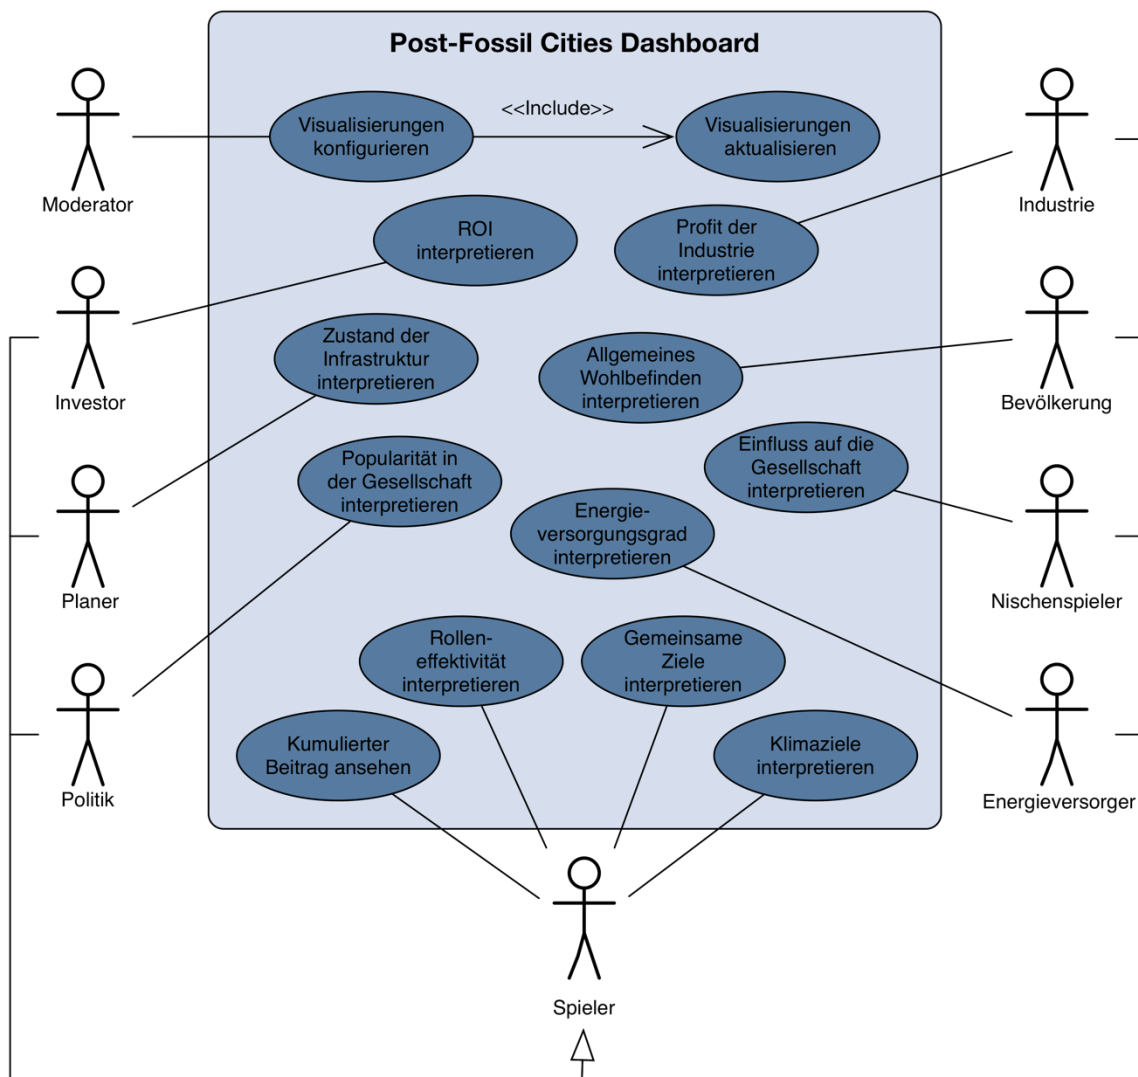 Post-Fossil Cities Dashboard
<<Include>>
Visualisierungen
konfigurieren
Visualisierungen
aktualisieren
Moderator
Industrie
ROI
interpretieren
Profit der
Industrie
interpretieren
Investor
Bevölkerung
Zustand der
Infrastruktur
interpretieren
Allgemeines
Wohlbefinden
interpretieren
Popularität in
der Gesellschaft
interpretieren
Einfluss auf die
Gesellschaft
interpretieren
Energie-
versorgungsgrad
interpretieren
Planer
Nischenspieler
Rollen-
effektivität
interpretieren
Gemeinsame
Ziele
interpretieren
Kumulierter
Beitrag ansehen
Klimaziele
interpretieren
Politik
Energieversorger
Spieler